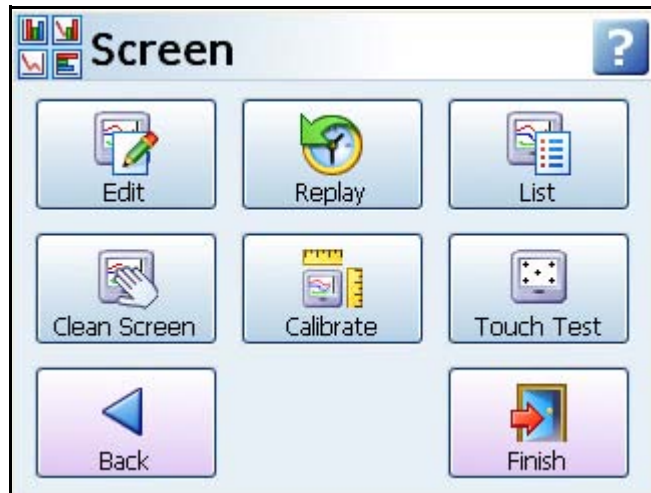 Screen
?
Edit
Replay
List
Clean Screen
Calibrate
Touch Test
Back
Finish